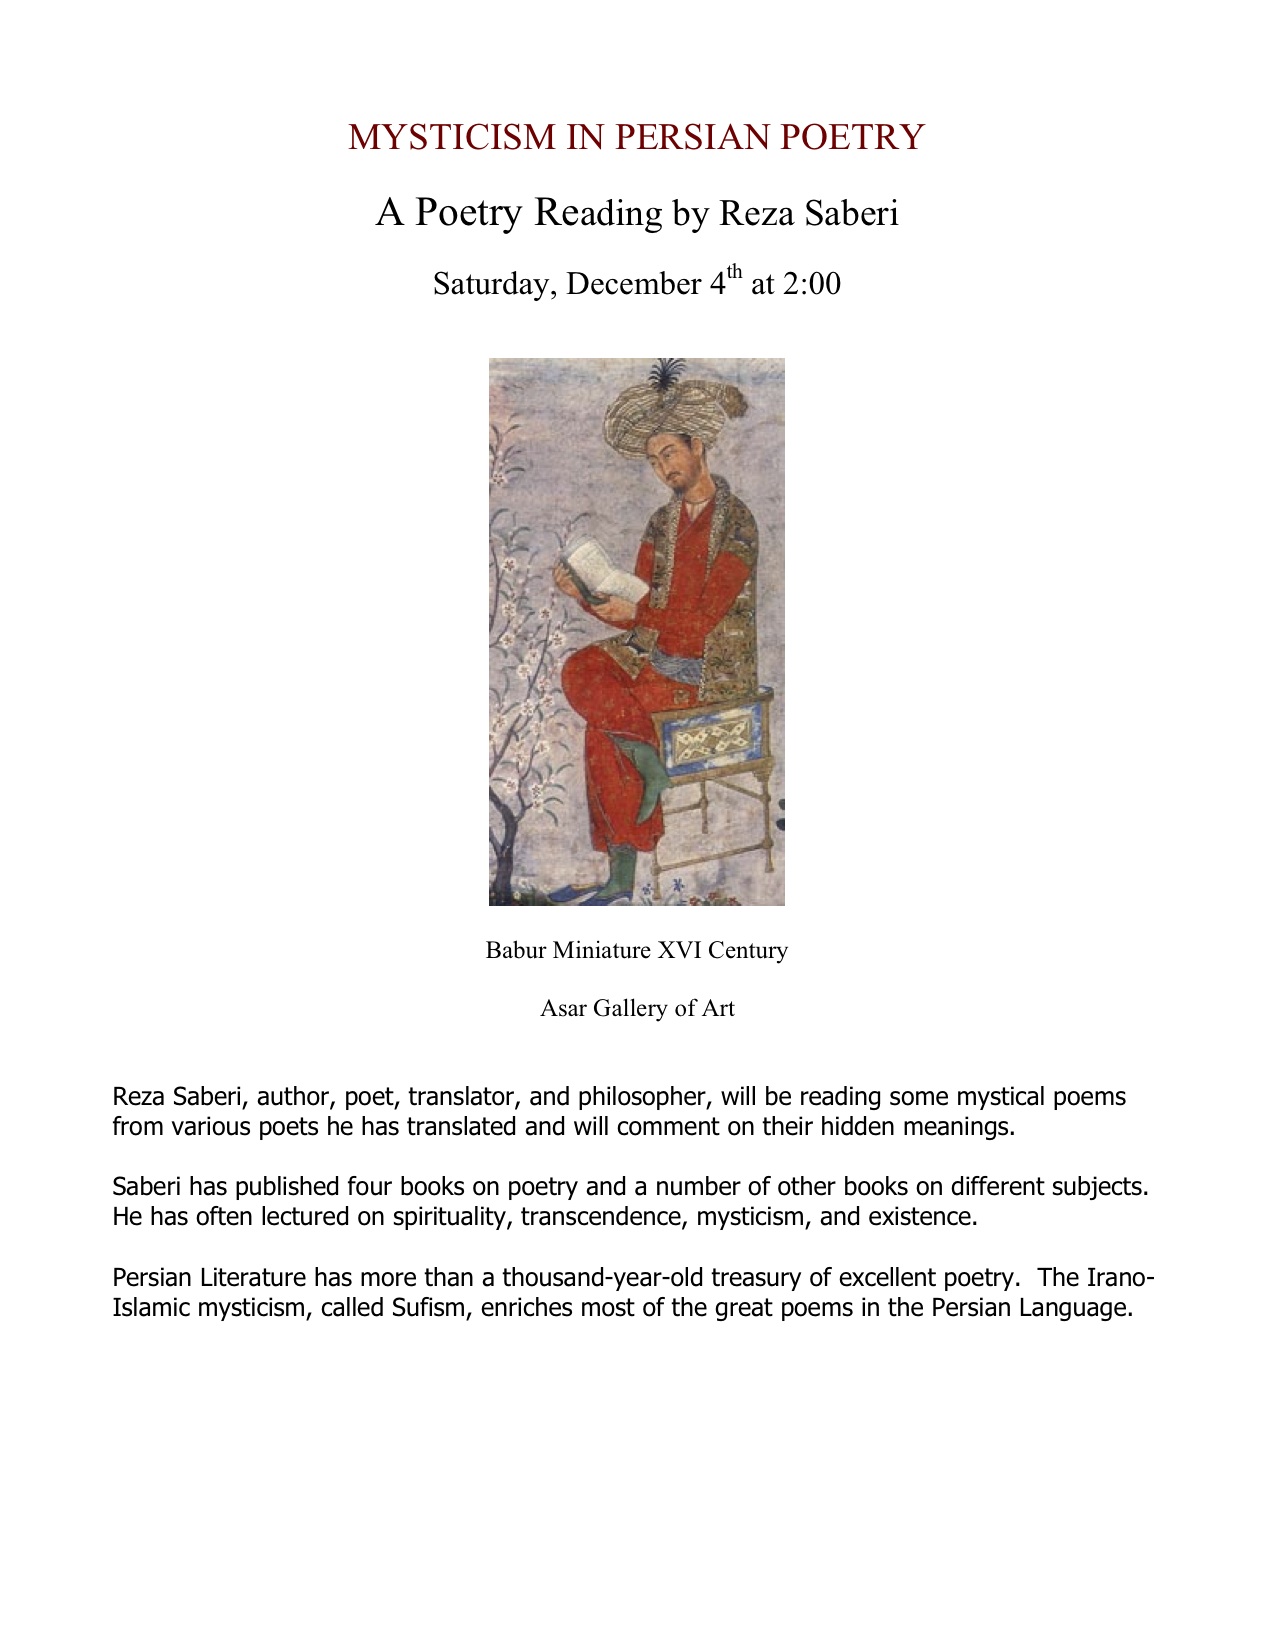 MYSTICISM IN PERSIAN POETRY
A Poetry Reading by Reza Saberi
Saturday, December 4th at 2:00
Babur Miniature XVI Century
Asar Gallery of Art
Reza Saberi, author, poet, translator, and philosopher, will be reading some mystical poems
from various poets he has translated and will comment on their hidden meanings.
Saberi has published four books on poetry and a number of other books on different subjects.
He has often lectured on spirituality, transcendence, mysticism, and existence.
Persian Literature has more than a thousand-year-old treasury of excellent poetry.  The Irano-
Islamic mysticism, called Sufism, enriches most of the great poems in the Persian Language.